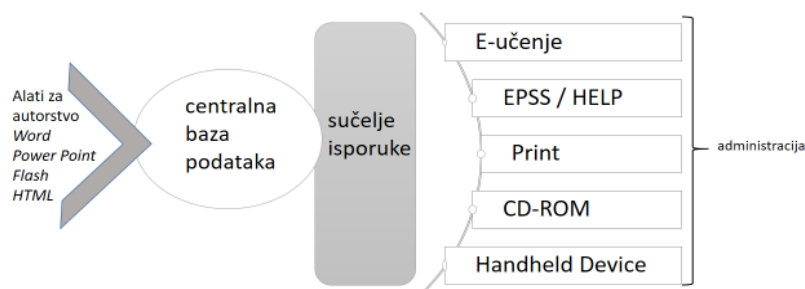 Alati za
autorstvo
Word
Power Point
Flash
HTML
centralna
baza
podataka
sučelje
isporuke
E-učenje
EPSS / HELP
Print
CD-ROM
Handheld Device
administracija